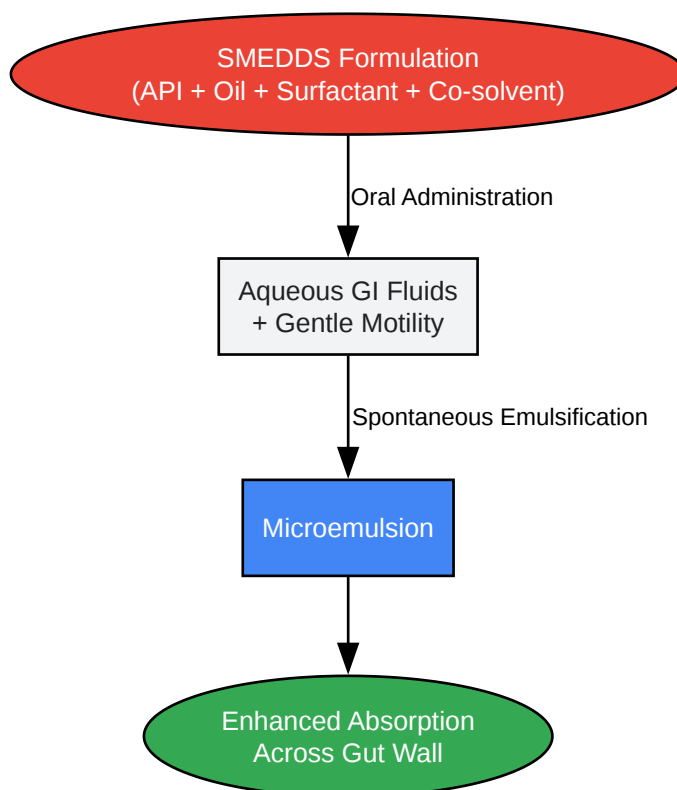 SMEDDS Formulation
(API + Oil + Surfactant + Co-solvent)
Oral Administration
Aqueous GI Fluids
+ Gentle Motility
Spontaneous Emulsification
Microemulsion
Enhanced Absorption
Across Gut Wall